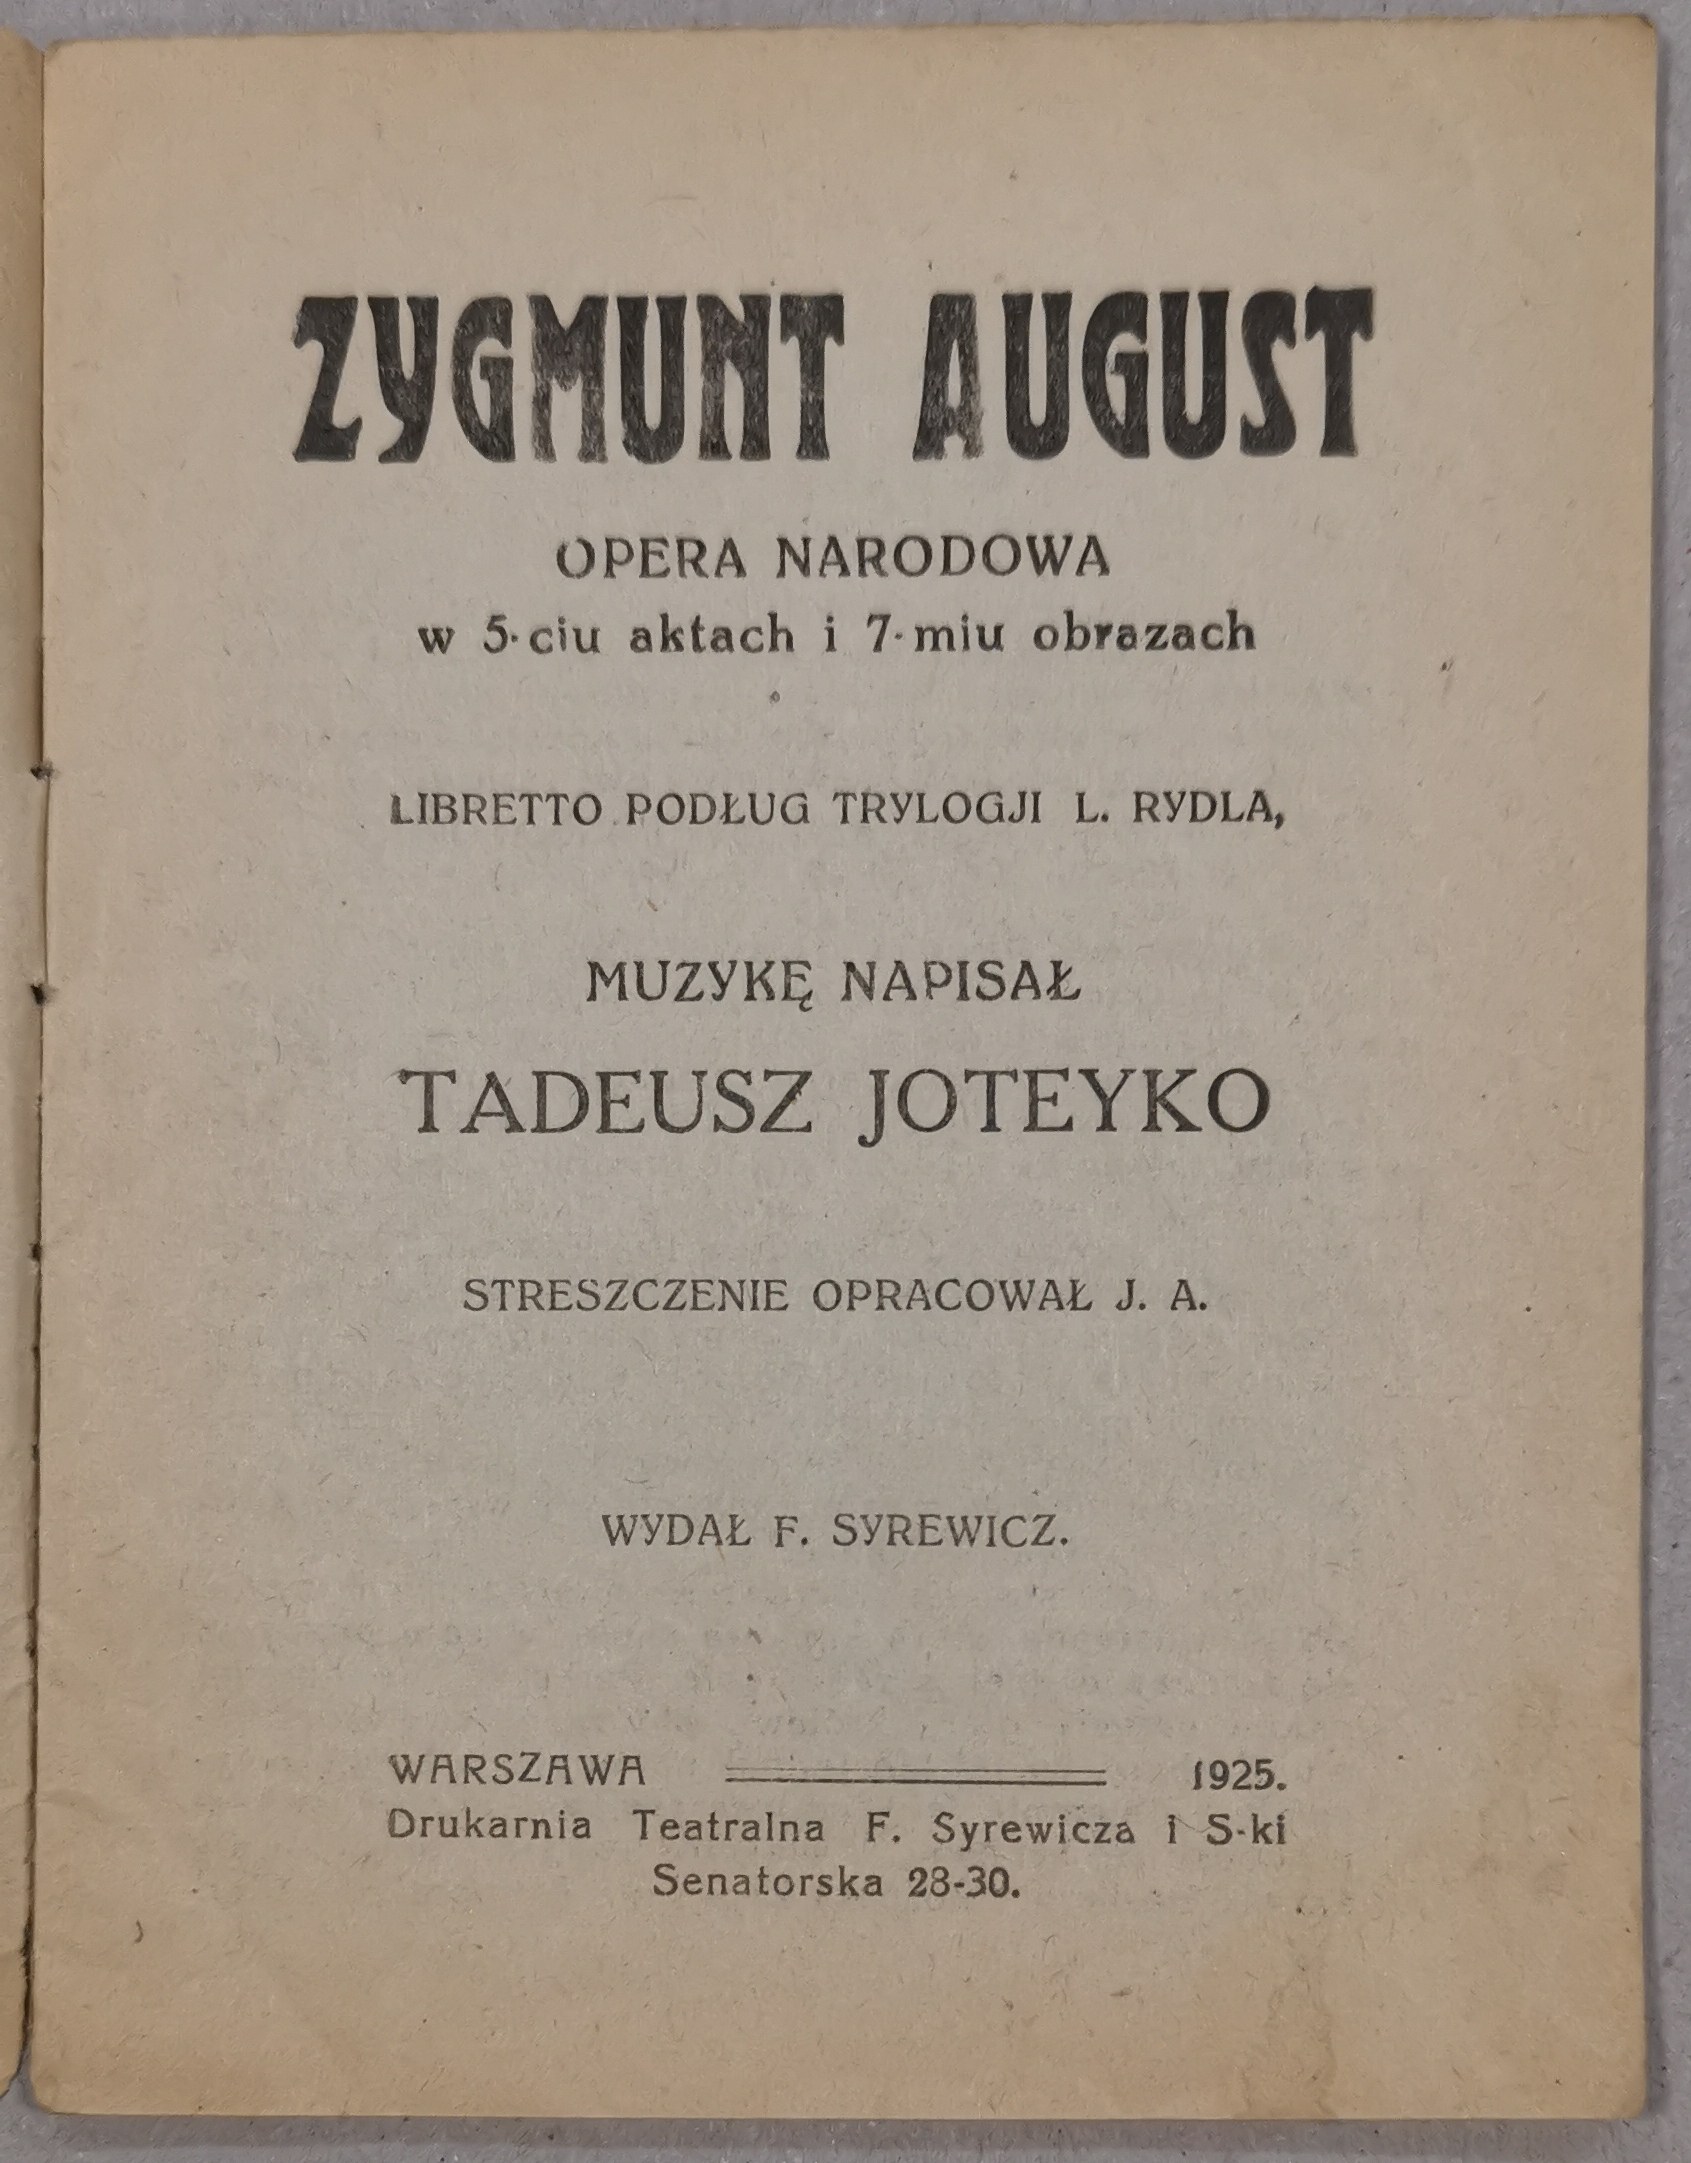 ZYGMUNT AUGUST
OPERA NARODOWA
w 5-ciu aktach i 7-miu obrazach
LIBRETTO PODŁUG TRYLOGJI L. RYDLA,
MUZYKĘ NAPISAŁ
TADEUSZ JOTEYKO
STRESZCZENIE OPRACOWAŁ J. A.
WYDAŁ F. SYREWICZ.
WARSZAWA 1925.
Drukarnia Teatralna F. Syrewicza i S-ki
Senatorska 28-30.